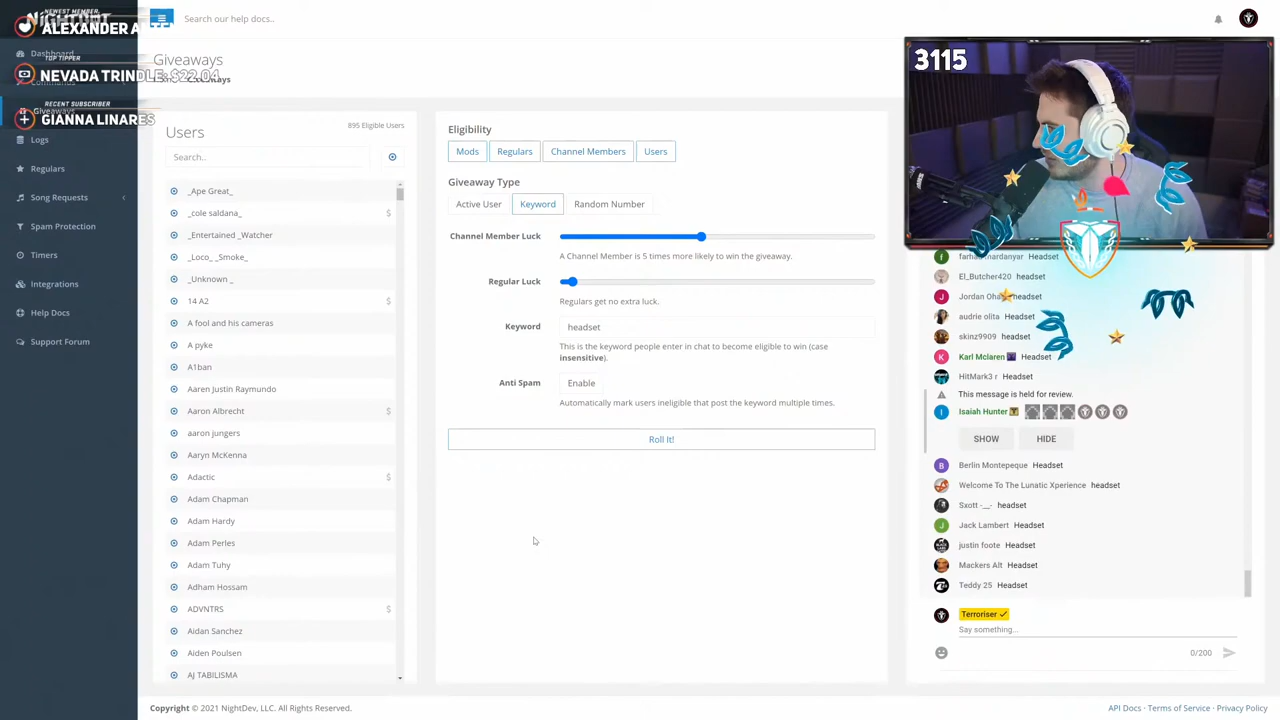 NEWEST MEMBER
ALEXANDER A
Search our help docs..
Dashboard
TOP TIPPER
NEVADA TRINDLE: $22.04
Commands
Giveaways
RECENT SUBSCRIBER
GIANNA LINARES
Logs
Regulars
Song Requests
Spam Protection
Timers
Integrations
Help Docs
Support Forum
Giveaways
Giveaways
Users
895 Eligible Users
Search..
_Ape Great_
_cole saldana_ $
_Entertained _Watcher
_Loco_ _Smoke_
_Unknown _
14 A2 $
A fool and his cameras
A pyke
A1ban
Aaren Justin Raymundo
Aaron Albrecht $
aaron jungers
Aaryn McKenna
Adactic $
Adam Chapman
Adam Hardy
Adam Perles
Adam Tuhy
Adham Hossam
ADVNTRS $
Aidan Sanchez
Aiden Poulsen
AJ TABILISMA
Eligibility
Mods Regulars Channel Members Users
Giveaway Type
Active User Keyword Random Number
Channel Member Luck
A Channel Member is 5 times more likely to win the giveaway.
Regular Luck
Regulars get no extra luck.
Keyword headset
This is the keyword people enter in chat to become eligible to win (case
insensitive).
Anti Spam Enable
Automatically mark users ineligible that post the keyword multiple times.
Roll It!
3115
Headset
El_Butcher420 headset
headset
audrie olita Headset
skinz9909 headset
Karl Mclaren Headset
HitMark3 r Headset
This message is held for review.
Isaiah Hunter
SHOW HIDE
Berlin Montepeque Headset
Welcome To The Lunatic Xperience headset
Sxott -__- headset
Jack Lambert Headset
justin foote Headset
Mackers Alt Headset
Teddy 25 Headset
Terroriser
Say something...
0/200
Copyright © 2021 NightDev, LLC. All Rights Reserved.
API Docs · Terms of Service · Privacy Policy